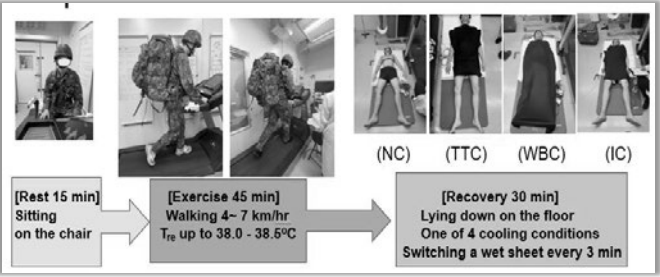 (NC)
(TTC)
(WBC)
(IC)
[Rest 15 min]
Sitting
on the chair
[Exercise 45 min]
Walking 4~ 7 km/hr
Tre up to 38.0 - 38.5ºC
[Recovery 30 min]
Lying down on the floor
One of 4 cooling conditions
Switching a wet sheet every 3 min